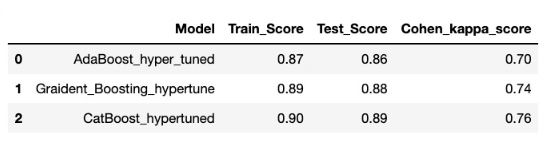 Model Train_Score Test_Score Cohen_kappa_score
0 AdaBoost_hyper_tuned 0.87 0.86 0.70
1 Graident_Boosting_hypertune 0.89 0.88 0.74
2 CatBoost_hypertuned 0.90 0.89 0.76